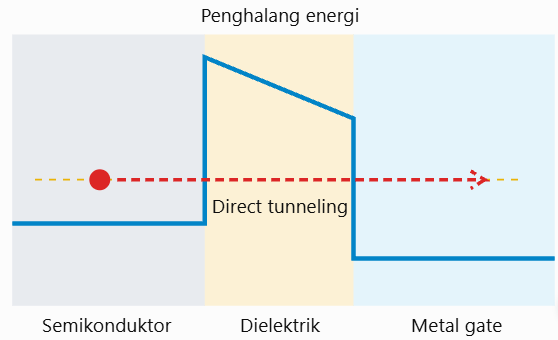 Penghalang energi
Direct tunneling
Semikonduktor
Dielektrik
Metal gate